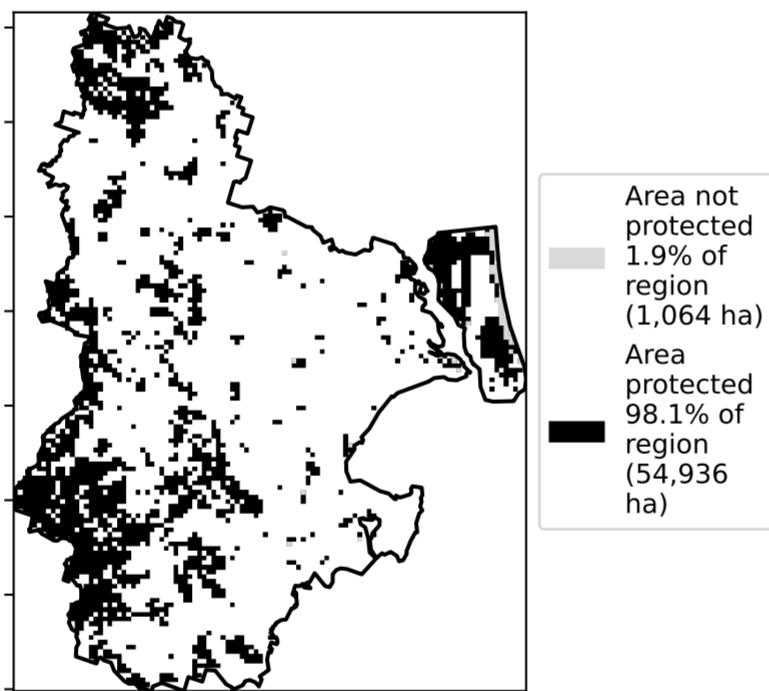 Area not
protected
1.9% of
region
(1,064 ha)
Area
protected
98.1% of
region
(54,936
ha)